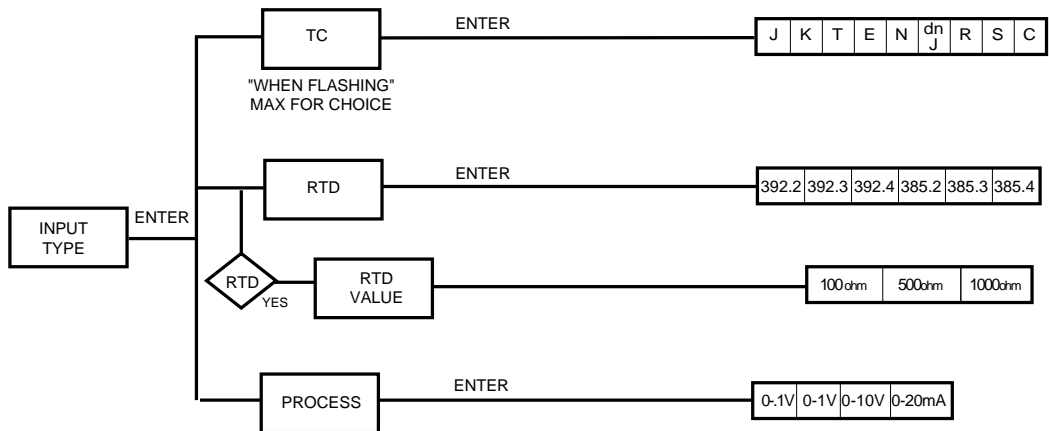 TC
ENTER
J K T E N dn J R S C
"WHEN FLASHING"
MAX FOR CHOICE
RTD
ENTER
392.2 392.3 392.4 385.2 385.3 385.4
INPUT
TYPE
ENTER
RTD
YES
RTD
VALUE
100 ohm 500ohm 1000ohm
PROCESS
ENTER
0-.1V 0-1V 0-10V 0-20mA